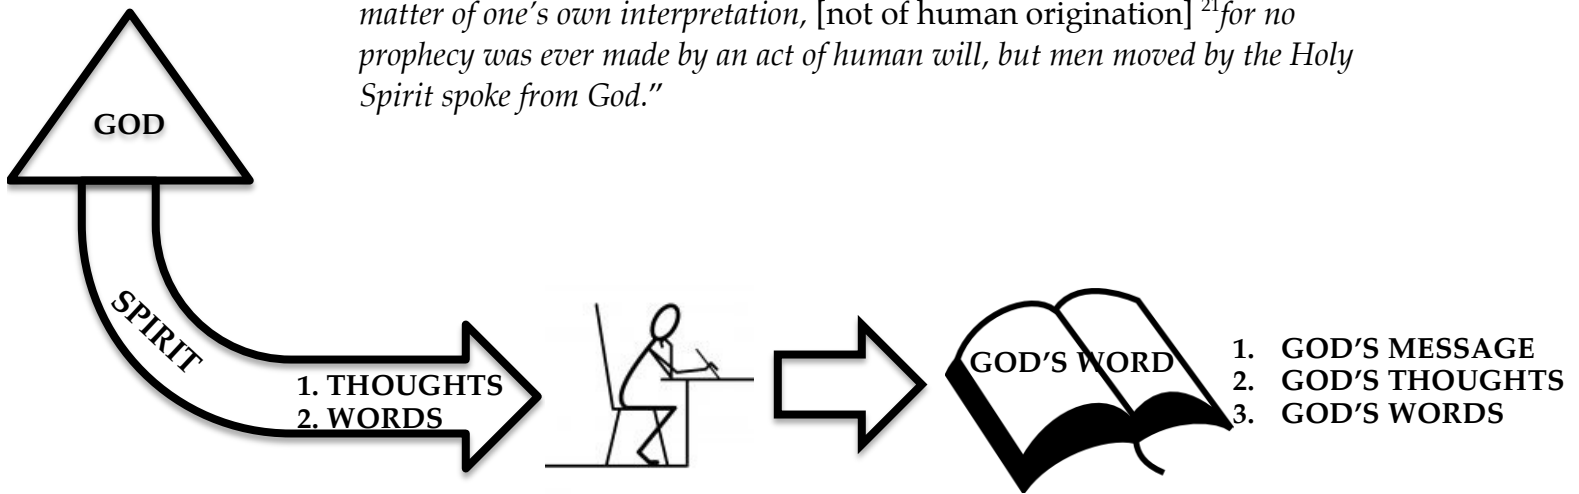 matter of one's own interpretation, [not of human origination] 21for no
prophecy was ever made by an act of human will, but men moved by the Holy
Spirit spoke from God."
GOD
SPIRIT
1. THOUGHTS
2. WORDS
GOD'S WORD
1. GOD'S MESSAGE
2. GOD'S THOUGHTS
3. GOD'S WORDS